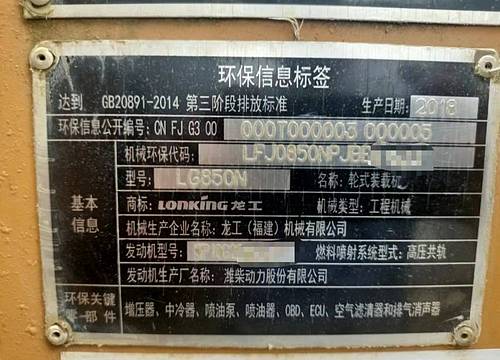 环保信息标签
达到 GB20891-2014 第三阶段排放标准 生产日期: 2018
环保信息公开编号: CN FJ G3 00 000T000003 000005
机械环保代码: LFJ0850NPJBB
型号: LG850N 名称: 轮式装载机
基本信息
商标: LONKING 龙工 机械类型: 工程机械
机械生产企业名称: 龙工（福建）机械有限公司
发动机型号: 燃料喷射系统型式: 高压共轨
发动机生产厂名称: 潍柴动力股份有限公司
环保关键零部件
增压器、中冷器、喷油泵、喷油器、OBD、ECU、空气滤清器和排气消声器